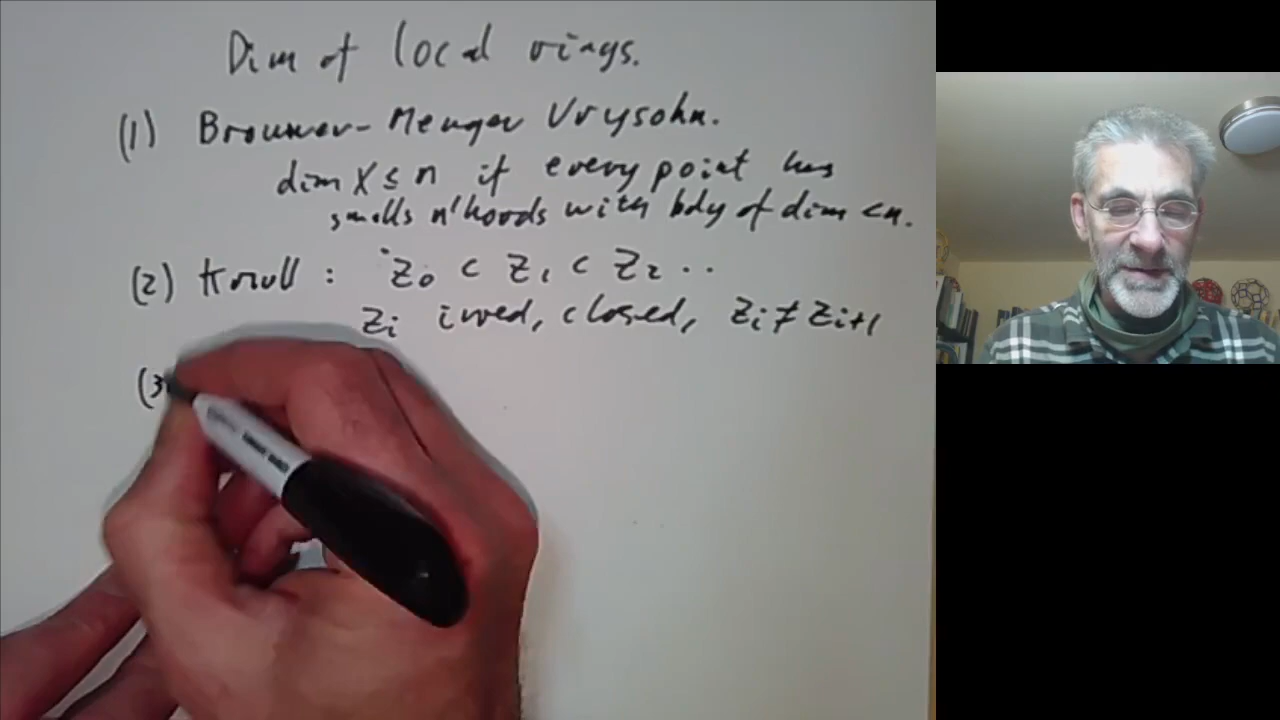 Dim of local rings.
(1) Brouwer-Menger Urysohn.
dim X ≤ n if every point has
smalls n'hoods with bdy of dim < n.
(2) Krull : Z₀ ⊂ Z₁ ⊂ Z₂ ..
Zᵢ irred, closed, Zᵢ ≠ Zᵢ₊₁
(3